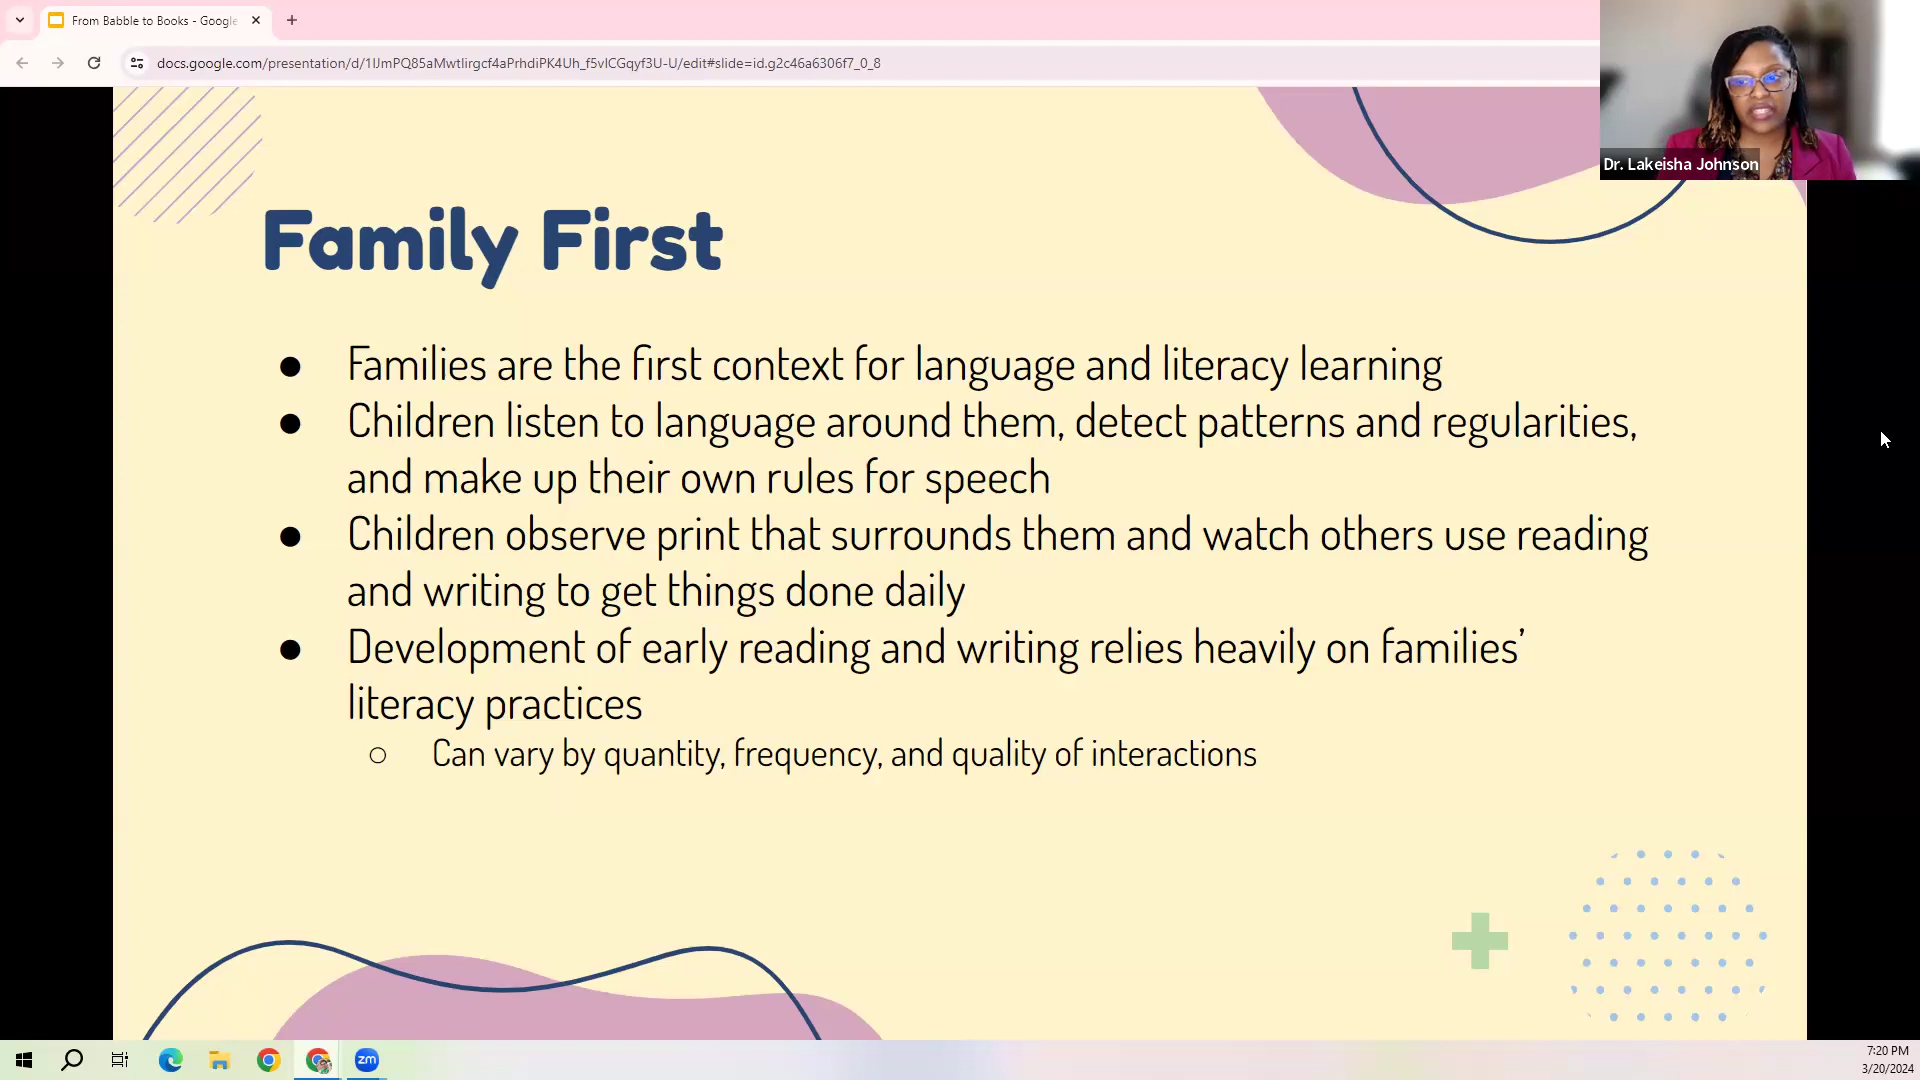 From Babble to Books - Google
docs.google.com/presentation/d/1IJmPQ85aMwtlirgcf4aPrhdiPK4Uh_f5vICGqyf3U-U/edit#slide=id.g2c46a6306f7_0_8
Dr. Lakeisha Johnson
Family First
● Families are the first context for language and literacy learning
● Children listen to language around them, detect patterns and regularities,
and make up their own rules for speech
● Children observe print that surrounds them and watch others use reading
and writing to get things done daily
● Development of early reading and writing relies heavily on families’
literacy practices
○ Can vary by quantity, frequency, and quality of interactions
zm
7:20 PM
3/20/2024